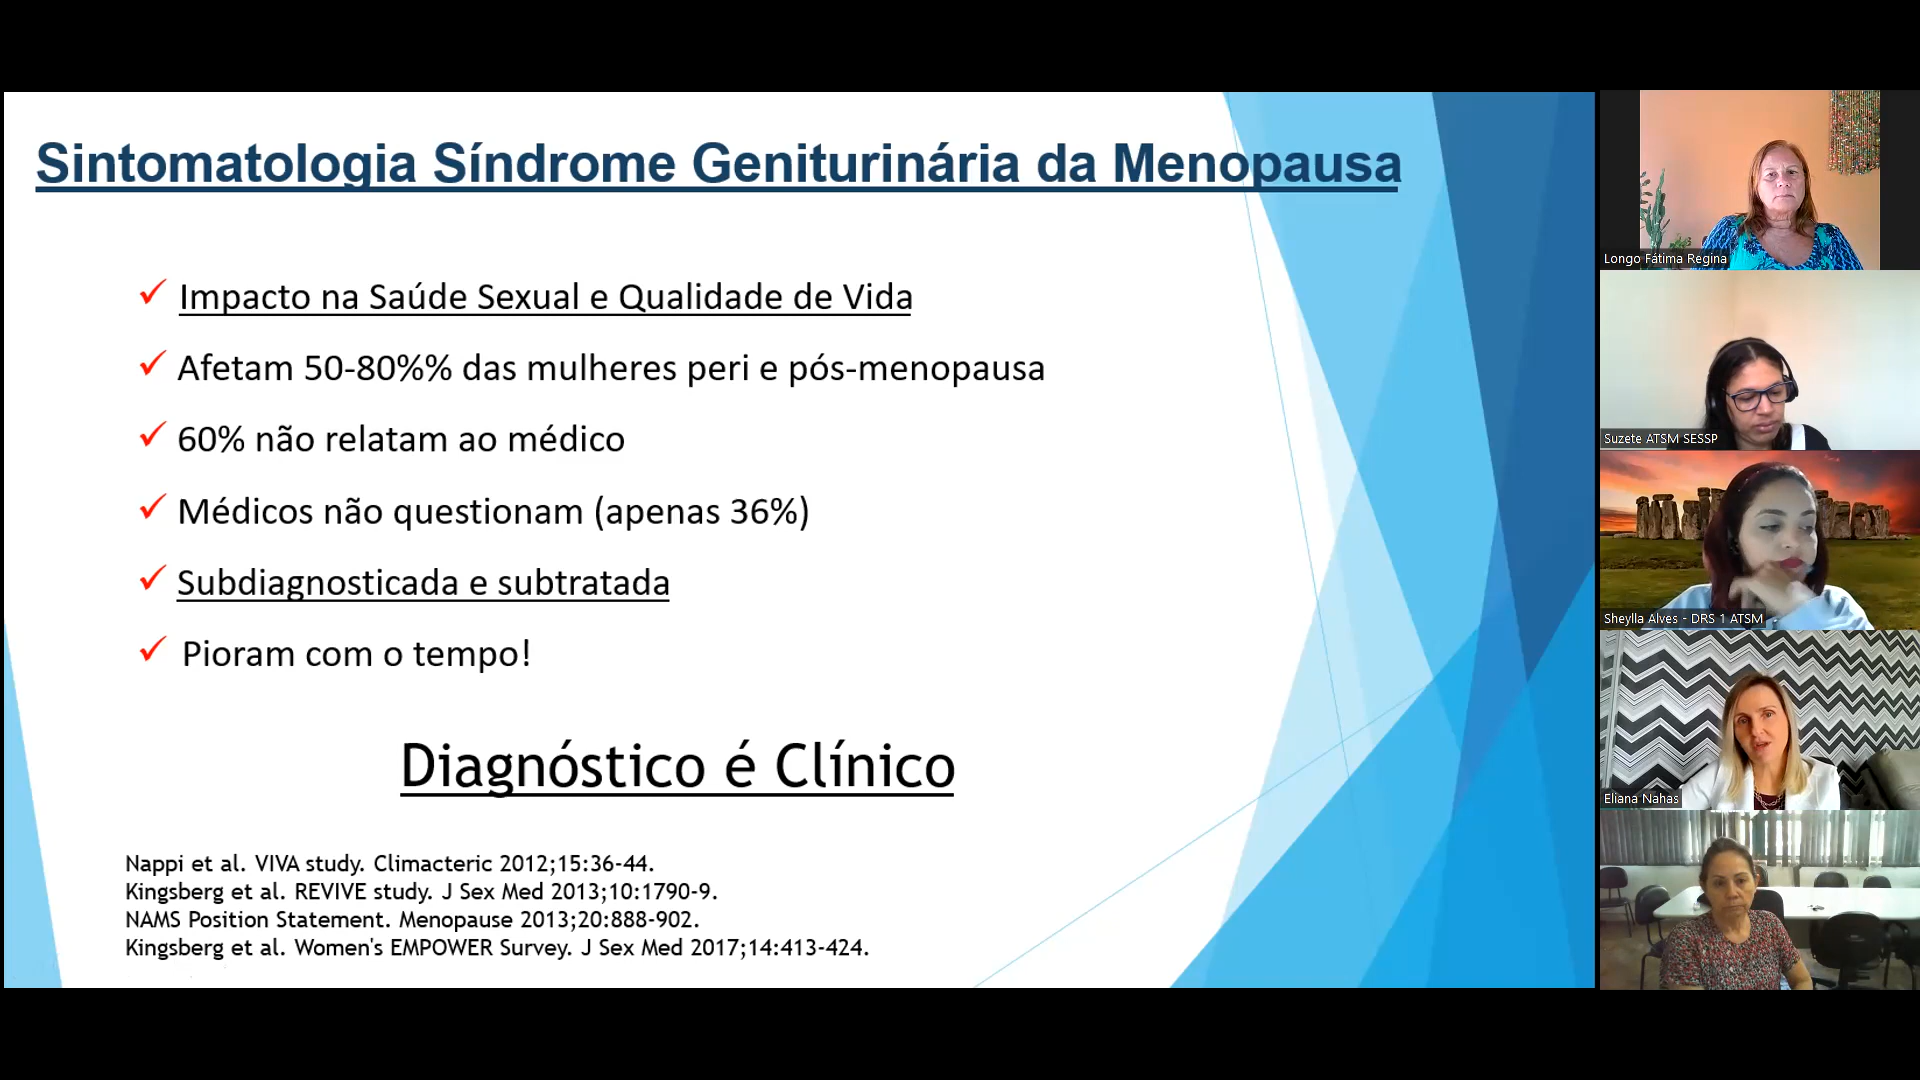 Sintomatologia Síndrome Geniturinária da Menopausa
Impacto na Saúde Sexual e Qualidade de Vida
Afetam 50-80%% das mulheres peri e pós-menopausa
60% não relatam ao médico
Médicos não questionam (apenas 36%)
Subdiagnosticada e subtratada
Pioram com o tempo!
Diagnóstico é Clínico
Nappi et al. VIVA study. Climacteric 2012;15:36-44.
Kingsberg et al. REVIVE study. J Sex Med 2013;10:1790-9.
NAMS Position Statement. Menopause 2013;20:888-902.
Kingsberg et al. Women's EMPOWER Survey. J Sex Med 2017;14:413-424.
Longo Fátima Regina
Suzete ATSM SESSP
Sheylla Alves - DRS 1 ATSM
Eliana Nahas